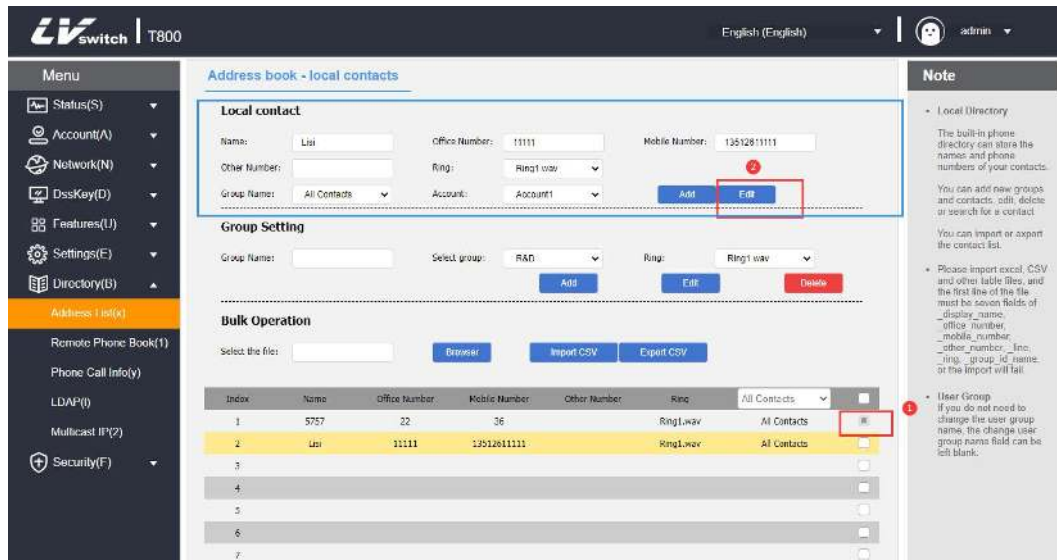 LVswitch | T800
English (English)
admin
Menu
Status(S)
Account(A)
Network(N)
DssKey(D)
Features(U)
Settings(E)
Directory(B)
Address List(x)
Remote Phone Book(1)
Phone Call Info(y)
LDAP(l)
Multicast IP(2)
Security(F)
Address book - local contacts
Local contact
Name: Lisi Office Number: 11111 Mobile Number: 13512611111
Other Number: Ring: Ring1.wav 2
Group Name: All Contacts Account: Account1 Add Edit
Group Setting
Group Name: Select group: R&D Ring: Ring1.wav
Add Edit Delete
Bulk Operation
Select the file: Browser Import CSV Export CSV
Index Name Office Number Mobile Number Other Number Ring All Contacts
1 5757 22 36 Ring1.wav All Contacts 1
2 Lisi 11111 13512611111 Ring1.wav All Contacts
3
4
5
6
7
Note
• Local Directory
The built-in phone
directory can store the
names and phone
numbers of your contacts.
You can add new groups
and contacts, edit, delete
or search for a contact
You can import or export
the contact list.
• Please import excel, CSV
and other table files, and
the first line of the file
must be seven fields of
_display_name,
_office_number,
_mobile_number,
_other_number, _line,
_ring, _group_id_name,
or the import will fail
• User Group
If you do not need to
change the user group
name, the change user
group name field can be
left blank.